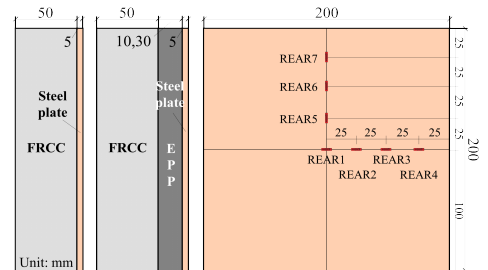 50
50
200
5
10,30
5
Steel
plate
FRCC
Steel
plate
FRCC
E
P
P
REAR7
REAR6
REAR5
25
25
25
25
REAR1
REAR3
REAR2
REAR4
25
25
25
25
200
100
Unit: mm